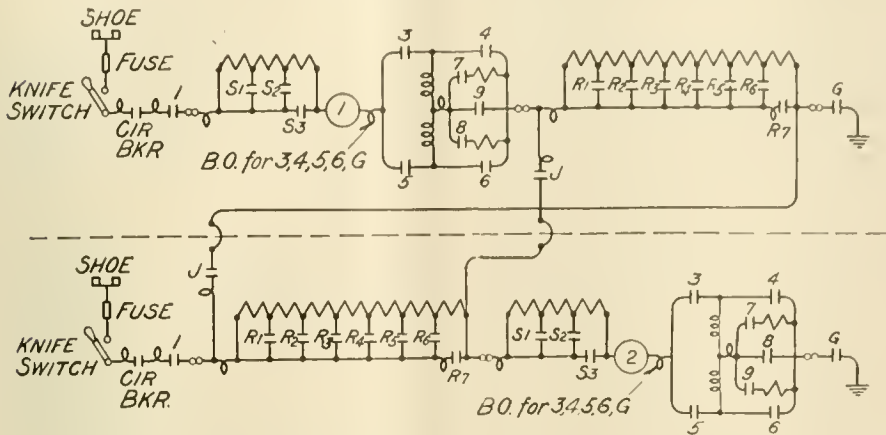 SHOE
FUSE
KNIFE
SWITCH
CIR
BKR
1
S1 S2
S3
1
B.O. for 3,4,5,6,G
3 4
7
9
8
5 6
R1 R2 R3 R4 R5 R6
R7
G
J
J
SHOE
FUSE
KNIFE
SWITCH
CIR
BKR.
1
R1 R2 R3 R4 R5 R6
R7
S1 S2
S3
2
B.O. for 3,4,5,6,G
3 4
7
8
9
5 6
G